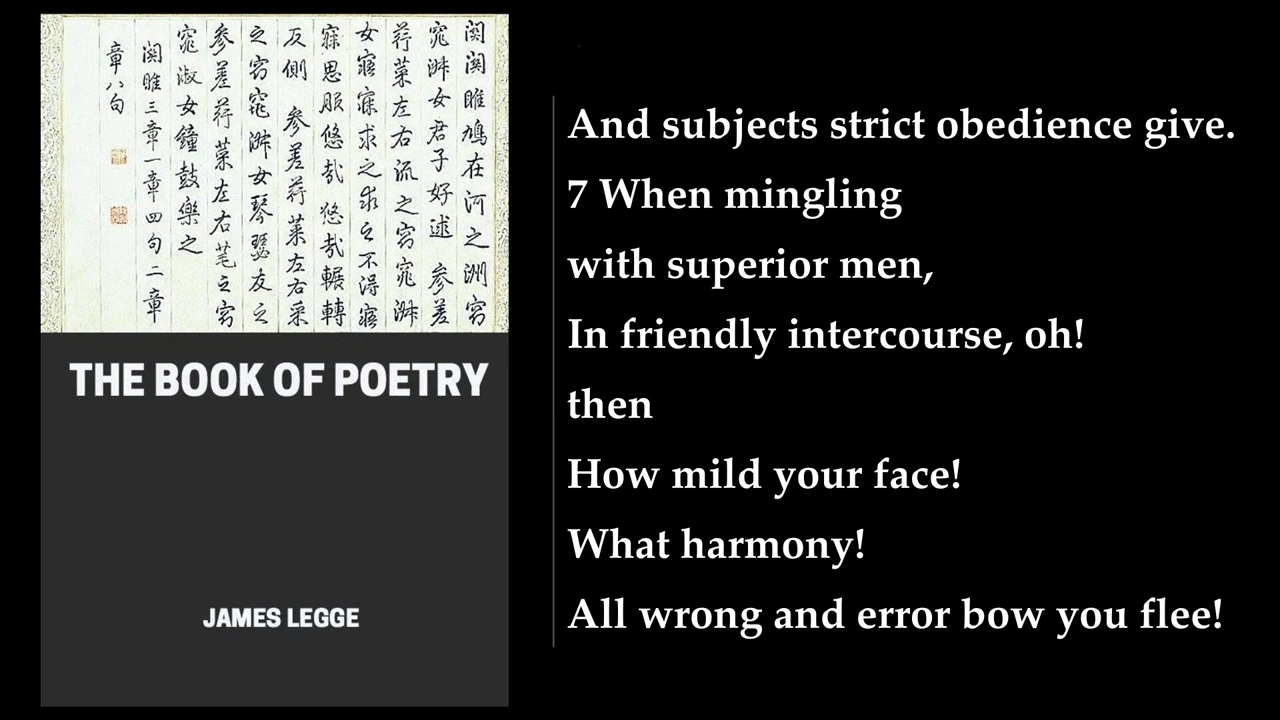 關關雎鳩在河之洲窈
窕淑女君子好逑 參差
荇菜左右流之窈窕淑
女寤寐求之求之不得寤
寐思服悠哉悠哉輾轉
反側 參差荇菜左右采
之窈窕淑女琴瑟友之
參差荇菜左右芼之窈
窕淑女鐘鼓樂之
關雎三章一章四句二章
章八句
THE BOOK OF POETRY
JAMES LEGGE
And subjects strict obedience give.
7 When mingling
with superior men,
In friendly intercourse, oh!
then
How mild your face!
What harmony!
All wrong and error bow you flee!